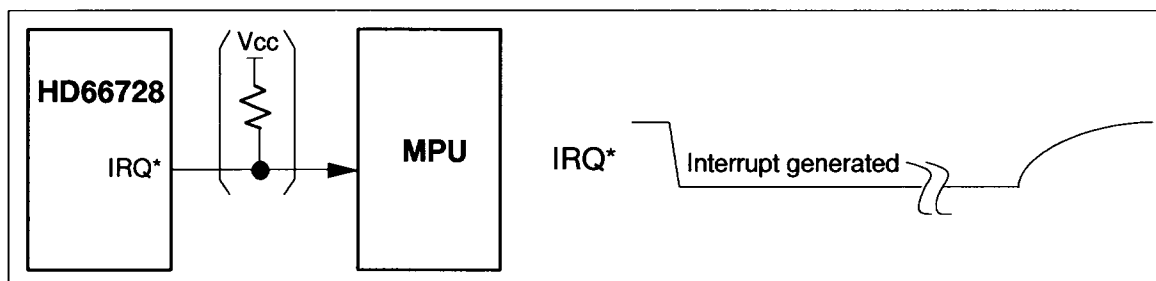 Vcc
HD66728
IRQ*
MPU
IRQ*
Interrupt generated